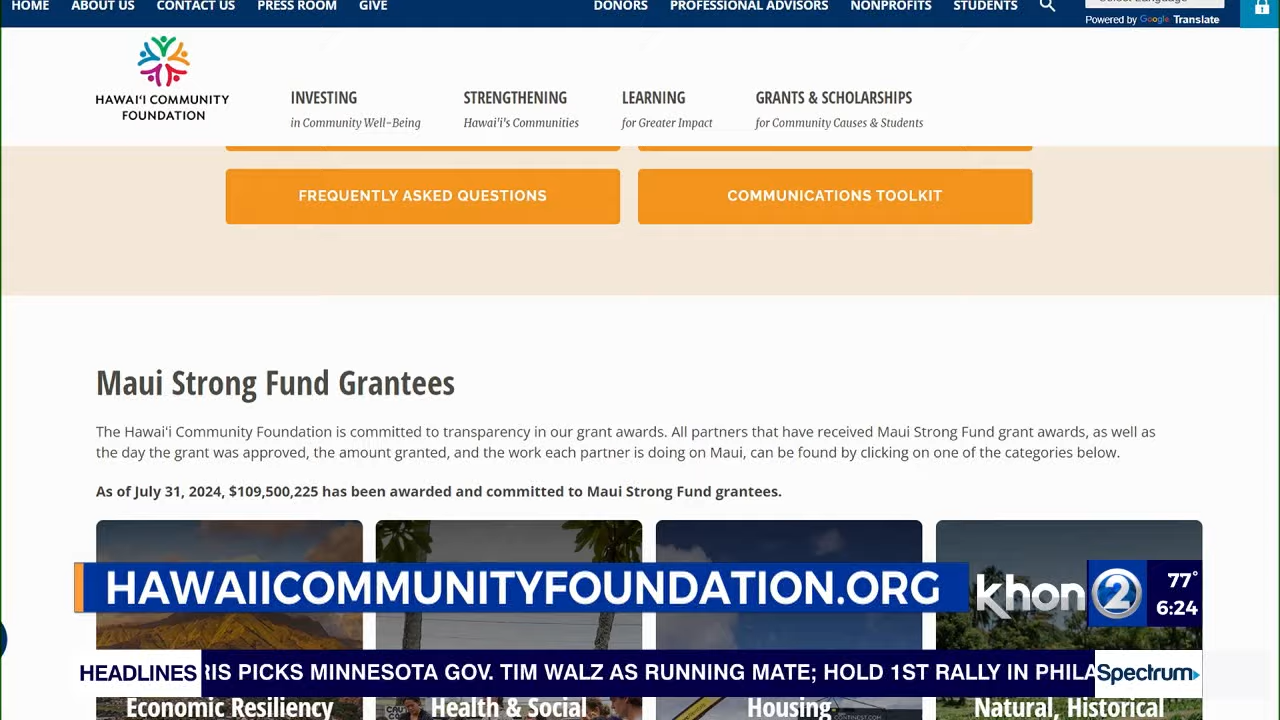 HOME ABOUT US CONTACT US PRESS ROOM GIVE DONORS PROFESSIONAL ADVISORS NONPROFITS STUDENTS
Powered by Google Translate
HAWAIʻI COMMUNITY
FOUNDATION
INVESTING
in Community Well-Being
STRENGTHENING
Hawaiʻi's Communities
LEARNING
for Greater Impact
GRANTS & SCHOLARSHIPS
for Community Causes & Students
FREQUENTLY ASKED QUESTIONS
COMMUNICATIONS TOOLKIT
Maui Strong Fund Grantees
The Hawaiʻi Community Foundation is committed to transparency in our grant awards. All partners that have received Maui Strong Fund grant awards, as well as
the day the grant was approved, the amount granted, and the work each partner is doing on Maui, can be found by clicking on one of the categories below.
As of July 31, 2024, $109,500,225 has been awarded and committed to Maui Strong Fund grantees.
HAWAIICOMMUNITYFOUNDATION.ORG
khon 2
77°
6:24
HEADLINES RIS PICKS MINNESOTA GOV. TIM WALZ AS RUNNING MATE; HOLD 1ST RALLY IN PHILA
Spectrum
Economic Resiliency
Health & Social
Housing
Natural, Historical